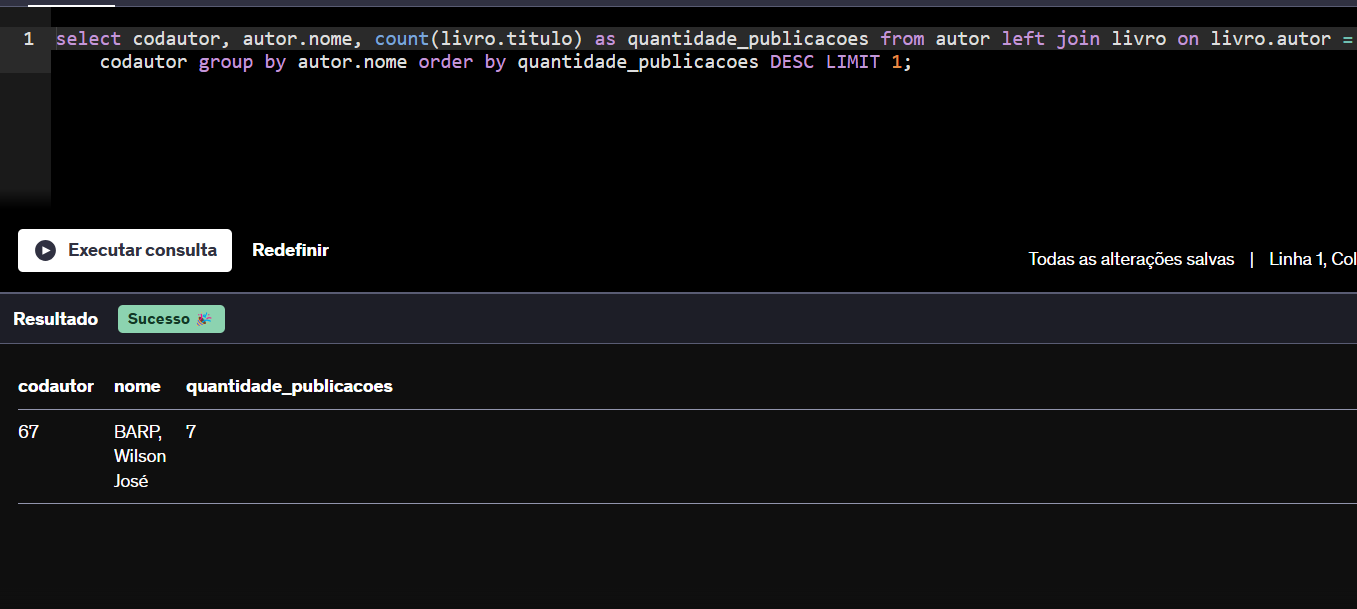 1 select codautor, autor.nome, count(livro.titulo) as quantidade_publicacoes from autor left join livro on livro.autor =
codautor group by autor.nome order by quantidade_publicacoes DESC LIMIT 1;
Executar consulta Redefinir
Todas as alterações salvas | Linha 1, Col
Resultado Sucesso 🎉
codautor nome quantidade_publicacoes
67 BARP, 7
Wilson
José